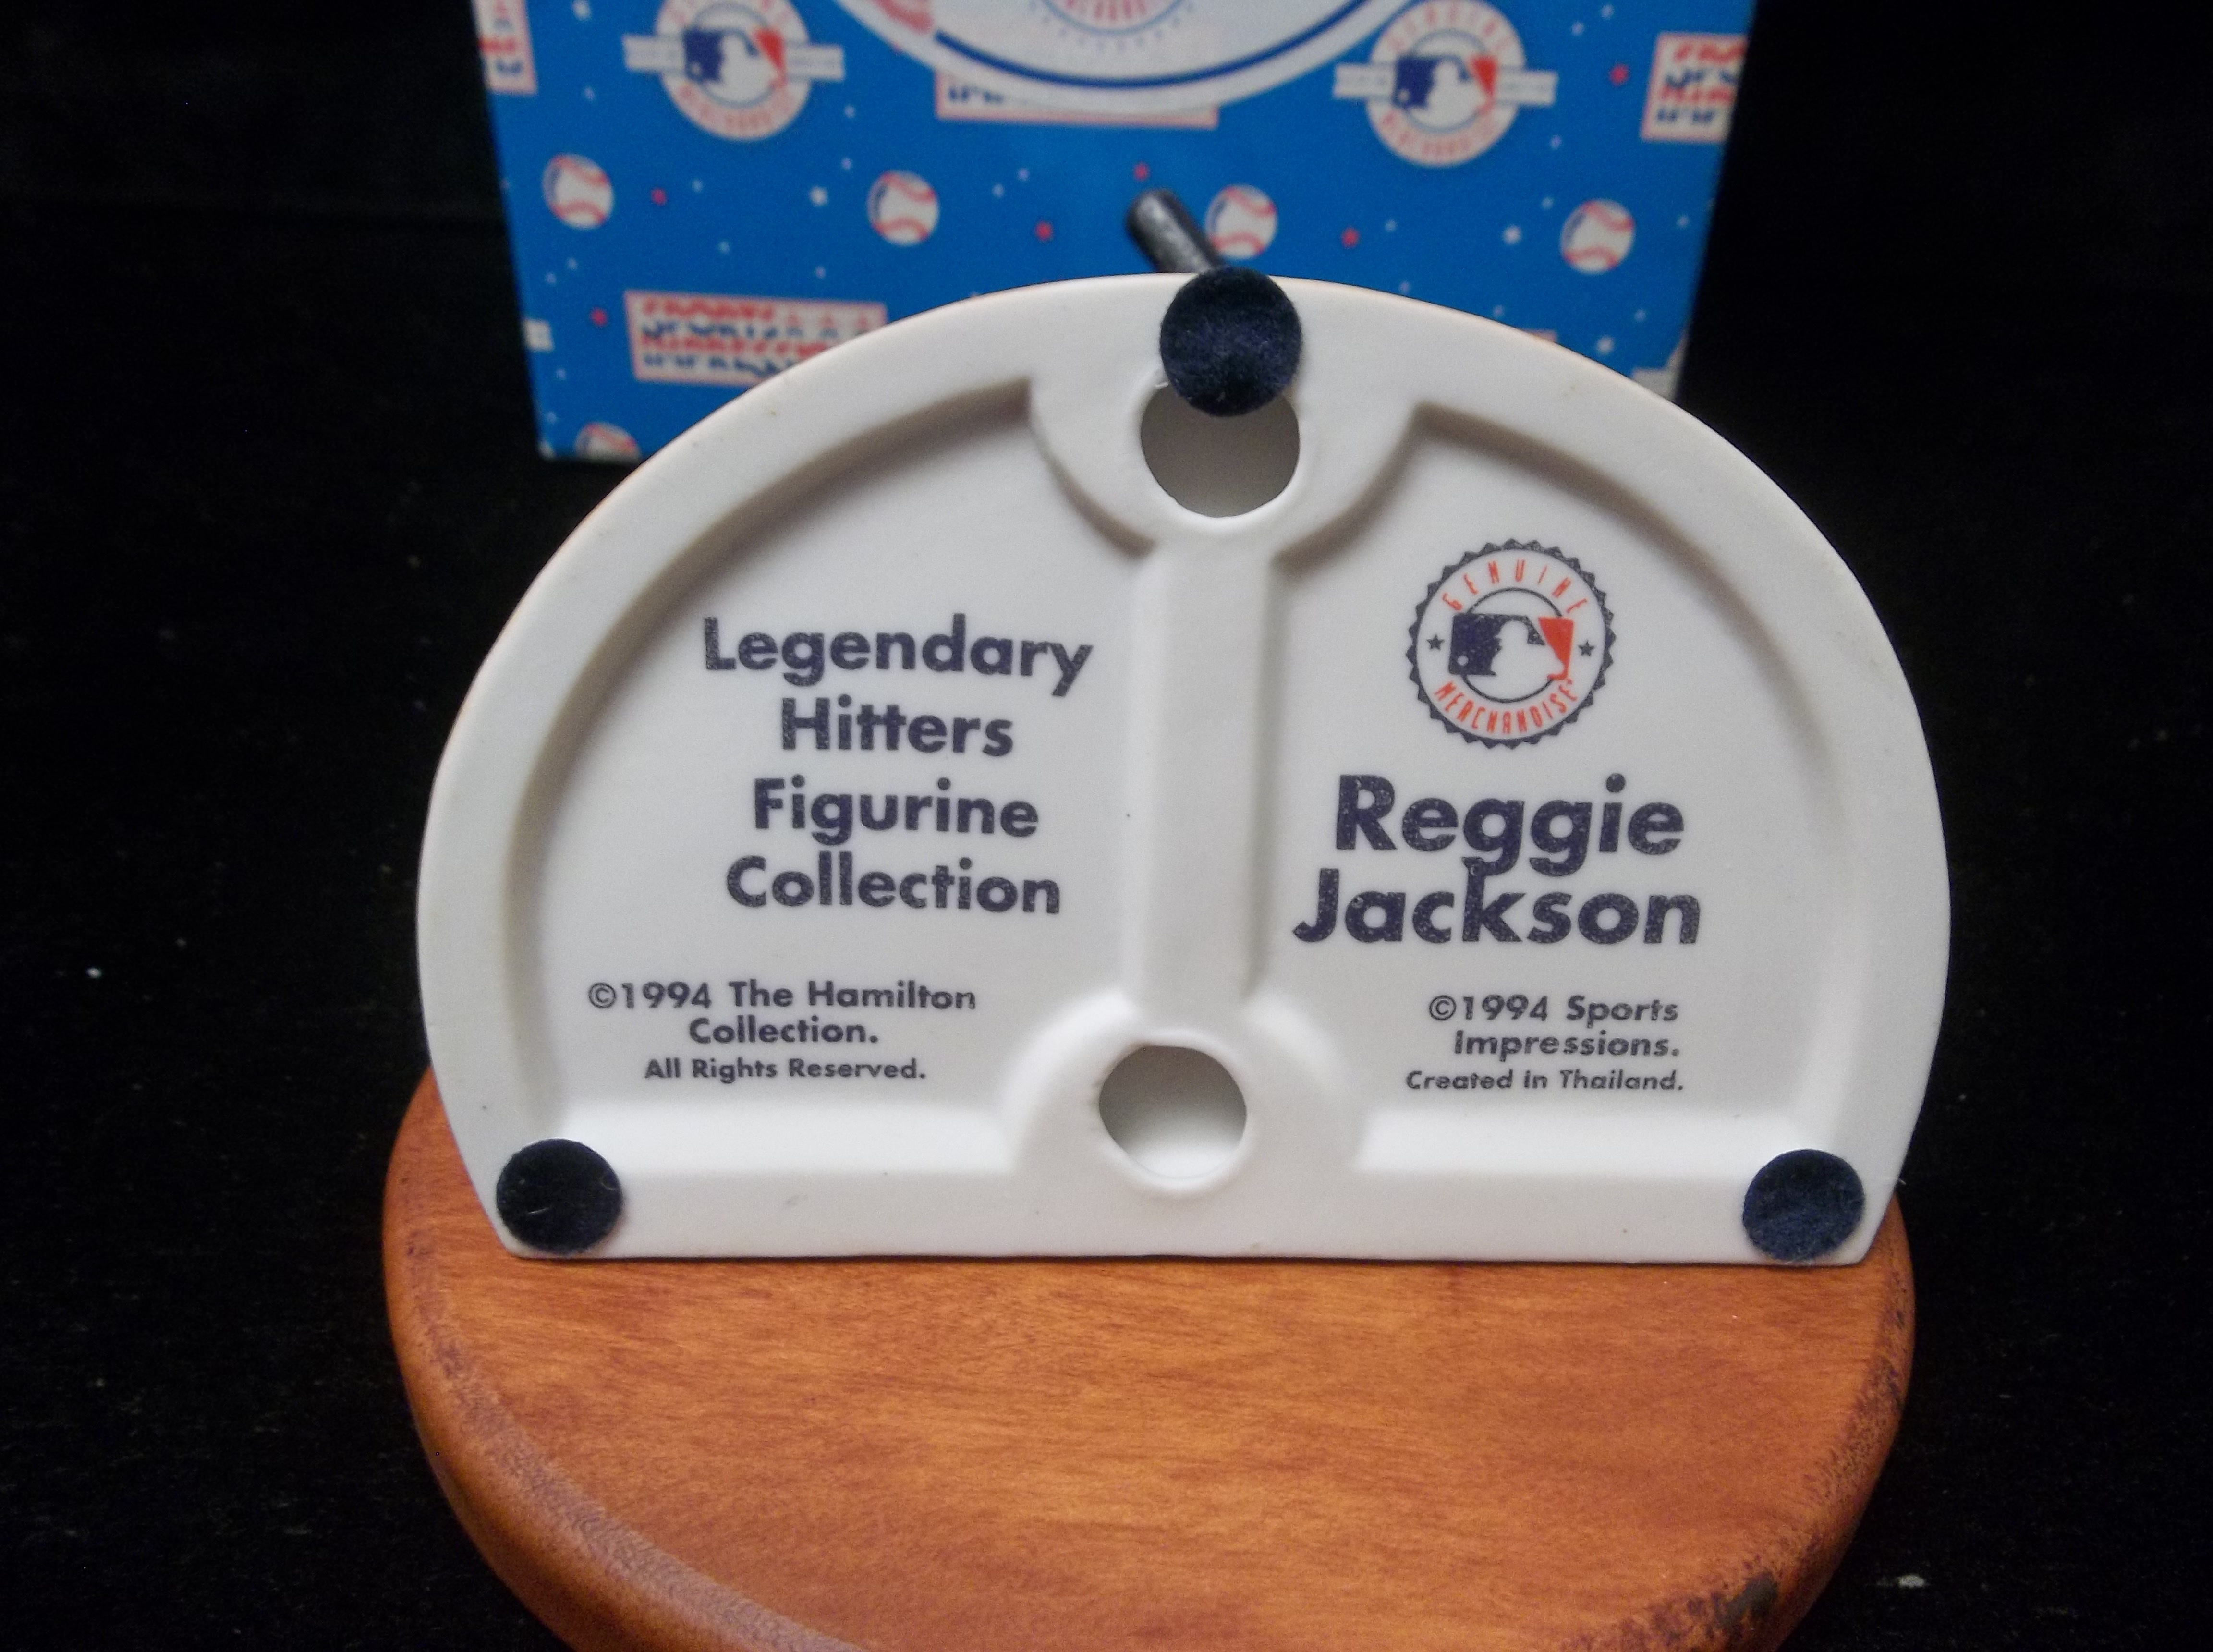 Legendary
Hitters
Figurine
Collection
©1994 The Hamilton
Collection.
All Rights Reserved.
GENUINE
MERCHANDISE
Reggie
Jackson
©1994 Sports
Impressions.
Created in Thailand.